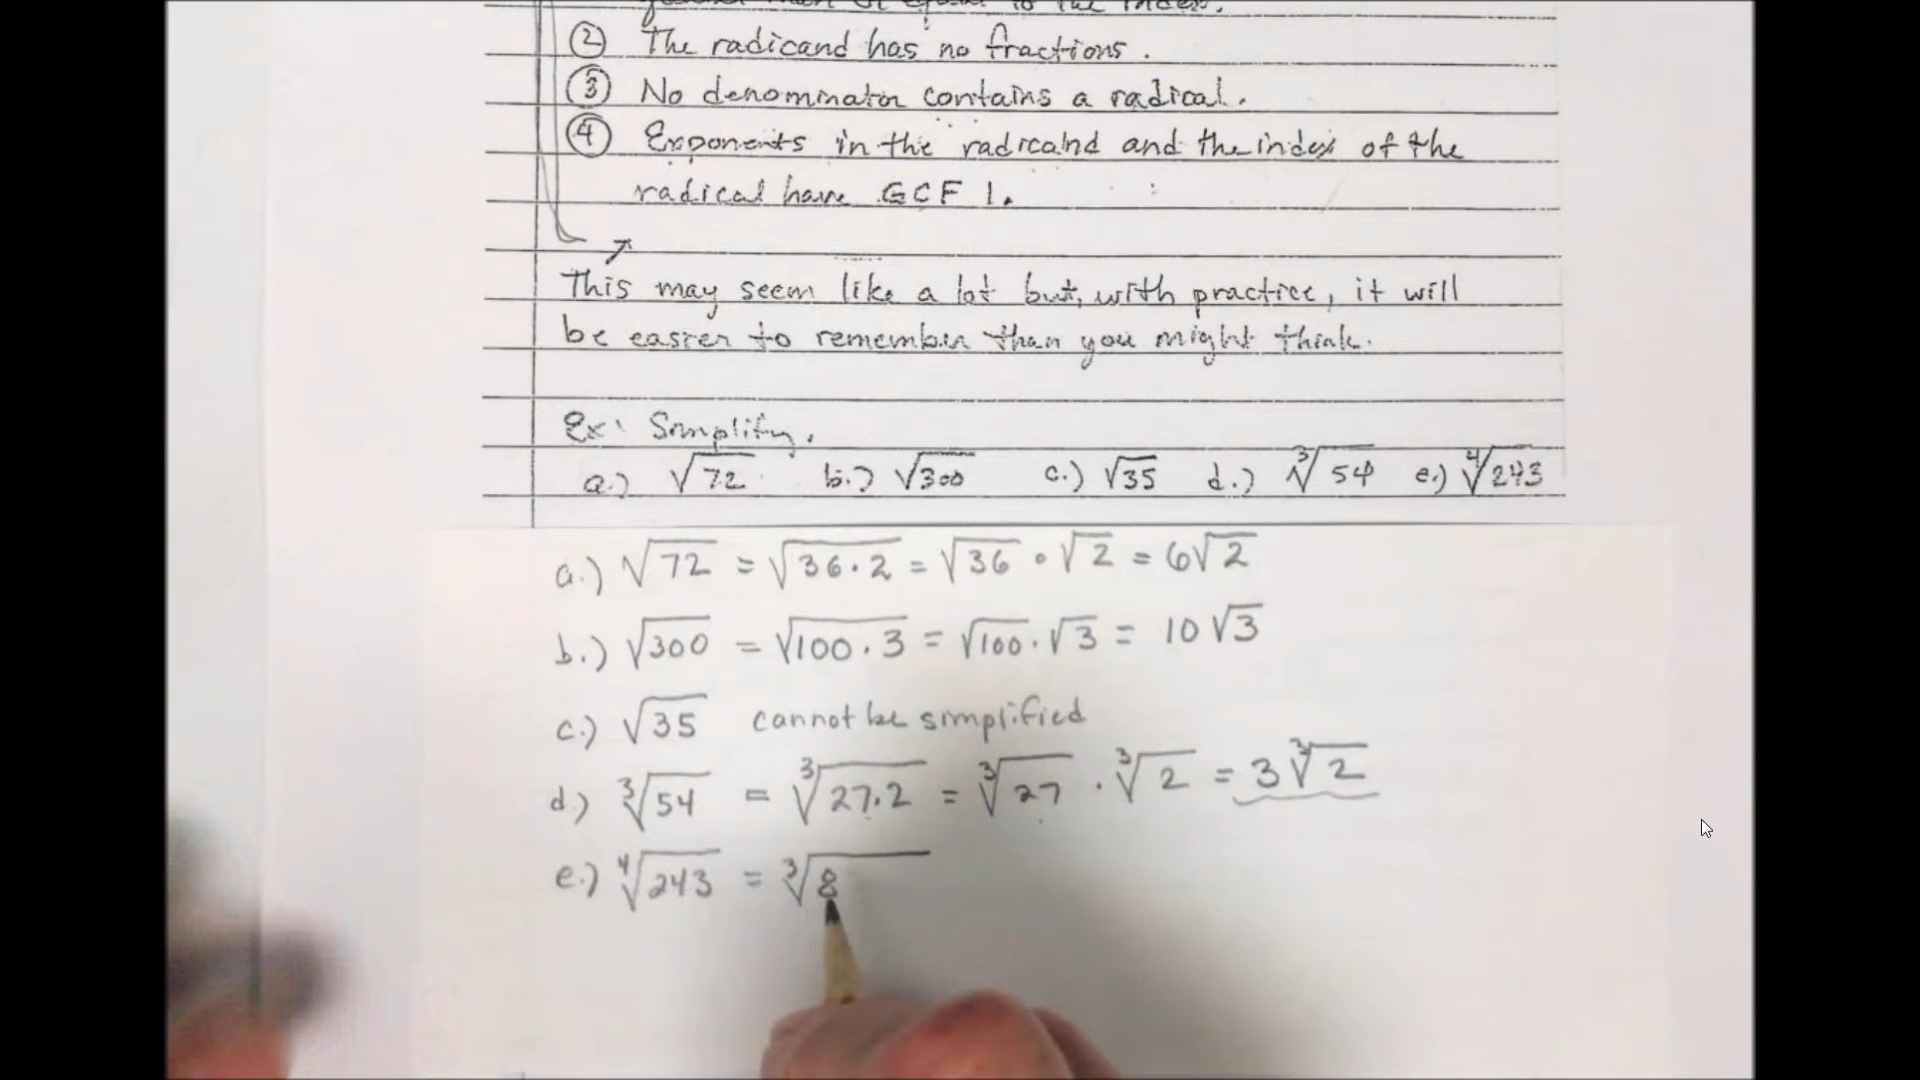 ② The radicand has no fractions.
③ No denominator contains a radical.
④ Exponents in the radicand and the index of the
radical have GCF 1.
This may seem like a lot but, with practice, it will
be easier to remember than you might think.
Ex: Simplify.
a.) √72 b.) √300 c.) √35 d.) ∛54 e.) ∜243
a.) √72 = √36·2 = √36 · √2 = 6√2
b.) √300 = √100·3 = √100 · √3 = 10√3
c.) √35 cannot be simplified
d.) ∛54 = ∛27·2 = ∛27 · ∛2 = 3∛2
e.) ∜243 = ∛8